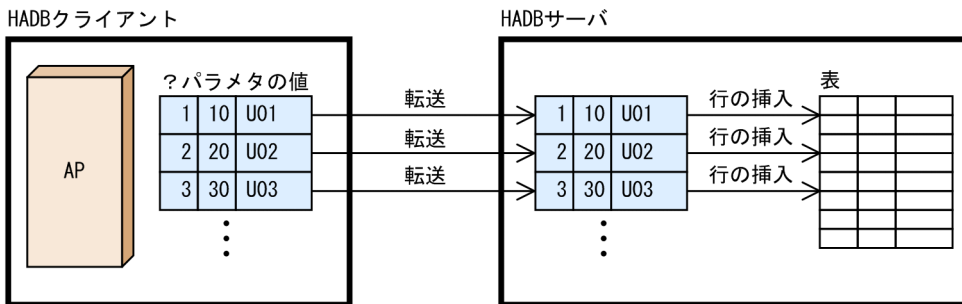 HADBクライアント
HADBサーバ
？パラメタの値
表
1 10 U01 転送 1 10 U01 行の挿入
2 20 U02 転送 2 20 U02 行の挿入
3 30 U03 転送 3 30 U03 行の挿入
AP